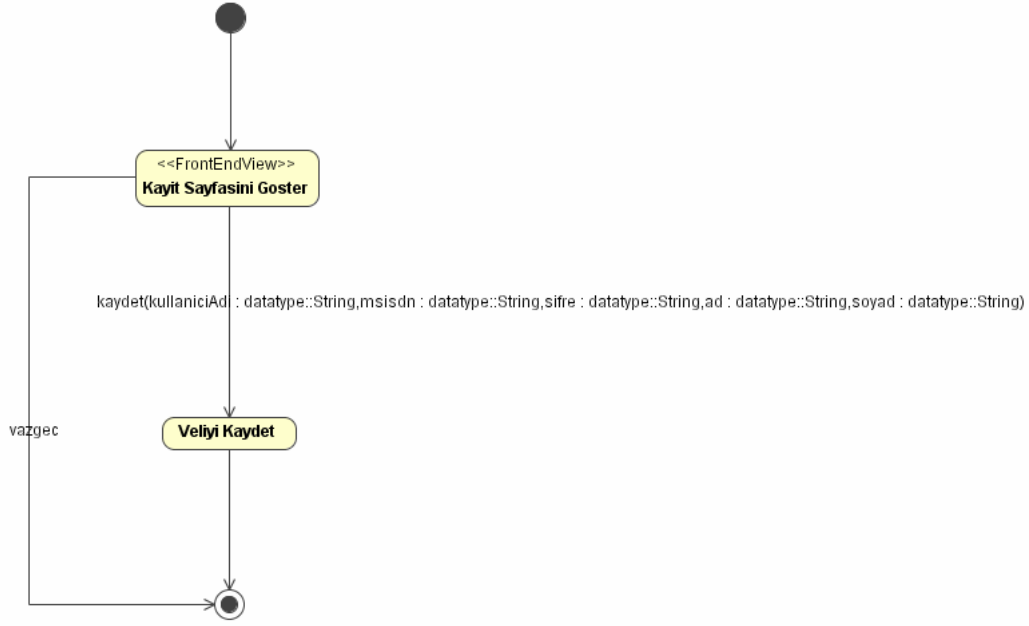 <<FrontEndView>>
Kayit Sayfasini Goster
kaydet(kullaniciAdi : datatype::String,msisdn : datatype::String,sifre : datatype::String,ad : datatype::String,soyad : datatype::String)
vazgec
Veliyi Kaydet